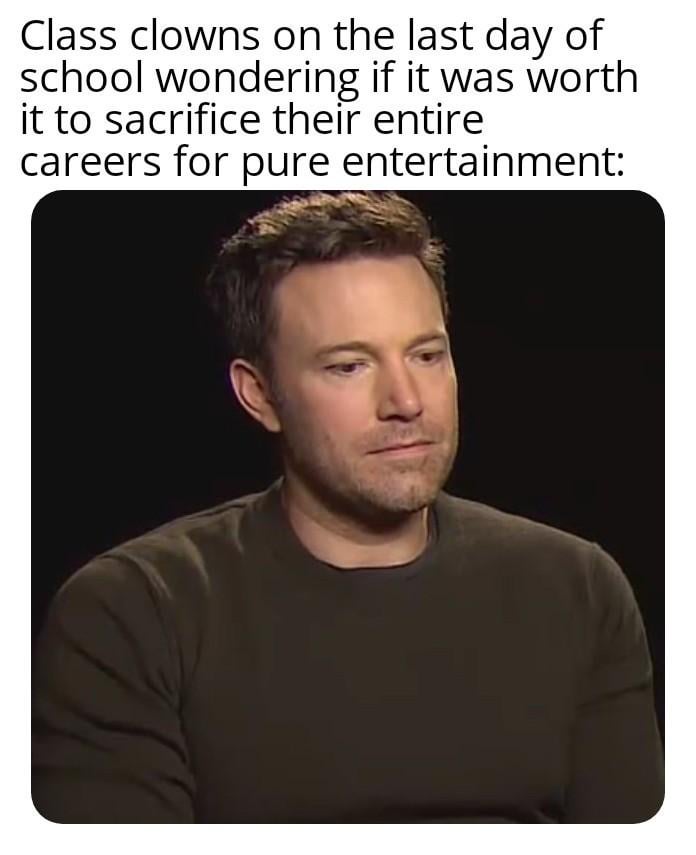 Class clowns on the last day of
school wondering if it was worth
it to sacrifice their entire
careers for pure entertainment: